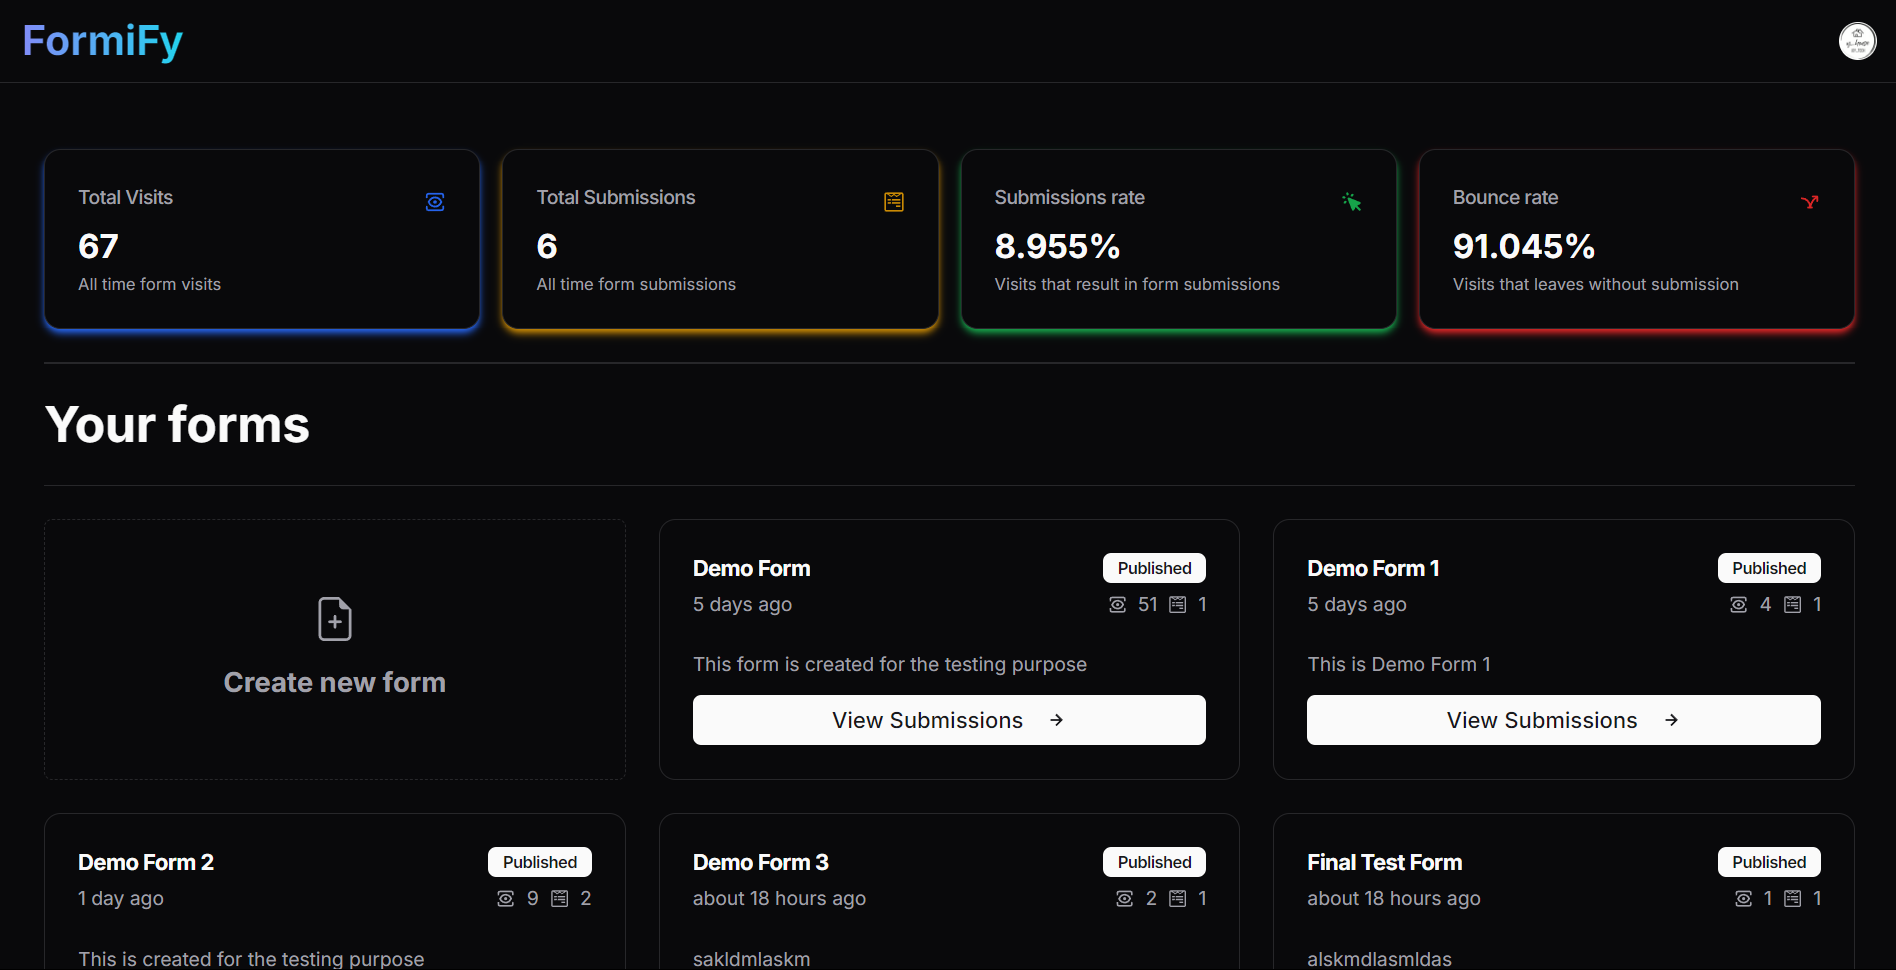 FormiFy
Total Visits
67
All time form visits
Total Submissions
6
All time form submissions
Submissions rate
8.955%
Visits that result in form submissions
Bounce rate
91.045%
Visits that leaves without submission
Your forms
Create new form
Demo Form
Published
5 days ago
51 1
This form is created for the testing purpose
View Submissions →
Demo Form 1
Published
5 days ago
4 1
This is Demo Form 1
View Submissions →
Demo Form 2
Published
1 day ago
9 2
This is created for the testing purpose
Demo Form 3
Published
about 18 hours ago
2 1
sakldmlaskm
Final Test Form
Published
about 18 hours ago
1 1
alskmdlasmldas